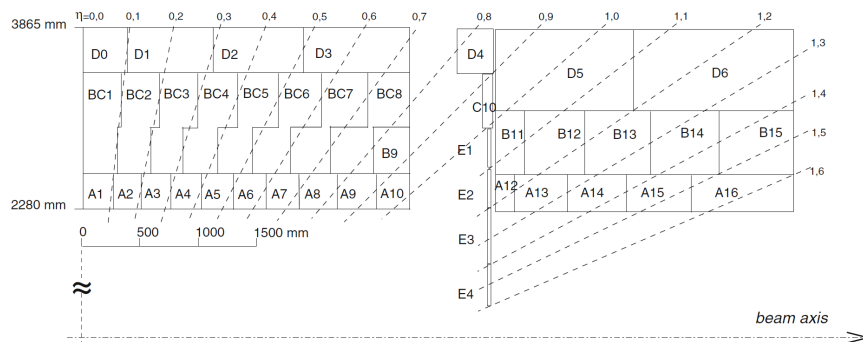 η=0,0 0,1 0,2 0,3 0,4 0,5 0,6 0,7 0,8 0,9 1,0 1,1 1,2
3865 mm
D0 D1 D2 D3 D4 D5 D6
1,3
BC1 BC2 BC3 BC4 BC5 BC6 BC7 BC8 C10
1,4
B9 B11 B12 B13 B14 B15
1,5
E1
1,6
A1 A2 A3 A4 A5 A6 A7 A8 A9 A10 A12 A13 A14 A15 A16
E2
2280 mm
0 500 1000 1500 mm
E3
E4
≈
beam axis